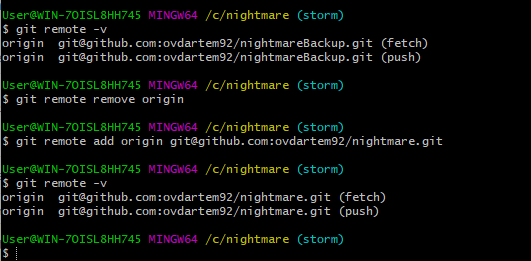 User@WIN-7OISL8HH745 MINGW64 /c/nightmare (storm)
$ git remote -v
origin  git@github.com:ovdartem92/nightmareBackup.git (fetch)
origin  git@github.com:ovdartem92/nightmareBackup.git (push)
User@WIN-7OISL8HH745 MINGW64 /c/nightmare (storm)
$ git remote remove origin
User@WIN-7OISL8HH745 MINGW64 /c/nightmare (storm)
$ git remote add origin git@github.com:ovdartem92/nightmare.git
User@WIN-7OISL8HH745 MINGW64 /c/nightmare (storm)
$ git remote -v
origin  git@github.com:ovdartem92/nightmare.git (fetch)
origin  git@github.com:ovdartem92/nightmare.git (push)
User@WIN-7OISL8HH745 MINGW64 /c/nightmare (storm)
$